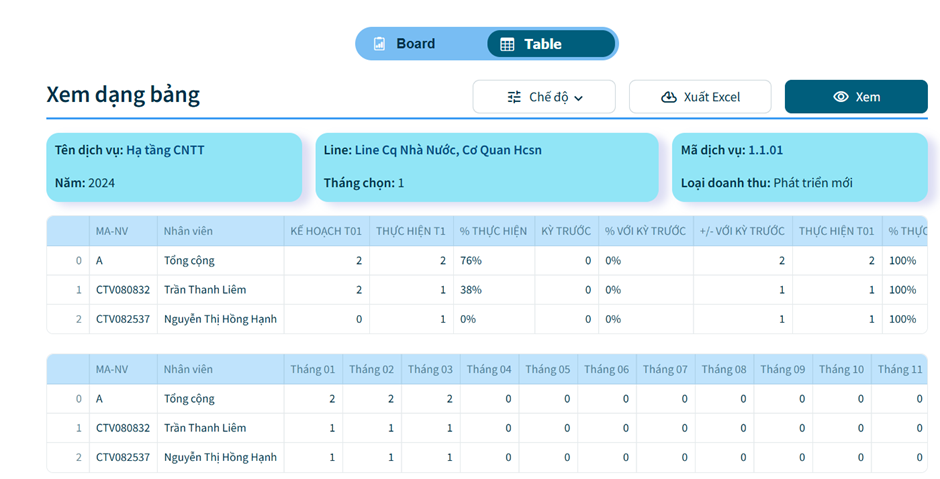 Board Table
Xem dạng bảng Chế độ Xuất Excel Xem
Tên dịch vụ: Hạ tầng CNTT
Năm: 2024
Line: Line Cq Nhà Nước, Cơ Quan Hcsn
Tháng chọn: 1
Mã dịch vụ: 1.1.01
Loại doanh thu: Phát triển mới
MA-NV Nhân viên KẾ HOẠCH T01 THỰC HIỆN T1 % THỰC HIỆN KỲ TRƯỚC % VỚI KỲ TRƯỚC +/- VỚI KỲ TRƯỚC THỰC HIỆN T01 % THỰC
0 A Tổng cộng 2 2 76% 0 0% 2 2 100%
1 CTV080832 Trần Thanh Liêm 2 1 38% 0 0% 1 1 100%
2 CTV082537 Nguyễn Thị Hồng Hạnh 0 1 0% 0 0% 1 1 100%
MA-NV Nhân viên Tháng 01 Tháng 02 Tháng 03 Tháng 04 Tháng 05 Tháng 06 Tháng 07 Tháng 08 Tháng 09 Tháng 10 Tháng 11
0 A Tổng cộng 2 2 2 0 0 0 0 0 0 0 0
1 CTV080832 Trần Thanh Liêm 1 1 1 0 0 0 0 0 0 0 0
2 CTV082537 Nguyễn Thị Hồng Hạnh 1 1 1 0 0 0 0 0 0 0 0